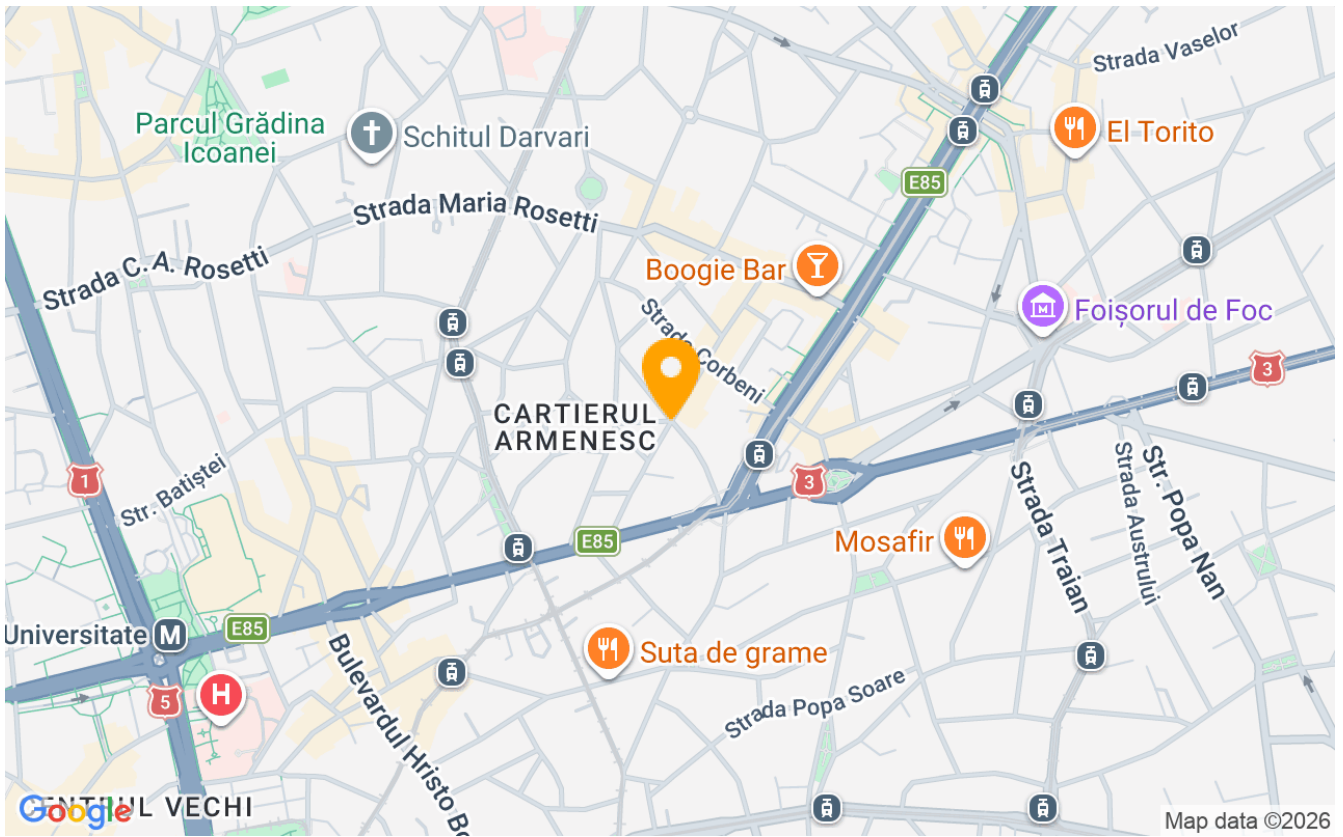 Strada Vaselor
El Torito
Parcul Grădina
Icoanei
Schitul Darvari
E85
Strada Maria Rosetti
Strada C. A. Rosetti
Boogie Bar
Foișorul de Foc
Strada Corbeni
3
CARTIERUL
ARMENESC
1
Str. Batiștei
3
Strada Traian
Strada Austrului
Str. Popa Nan
E85
Mosafir
Universitate
M
E85
Suta de grame
Bulevardul Hristo Bo
5
H
Strada Popa Soare
CENTRUL VECHI
Google
Map data ©2026